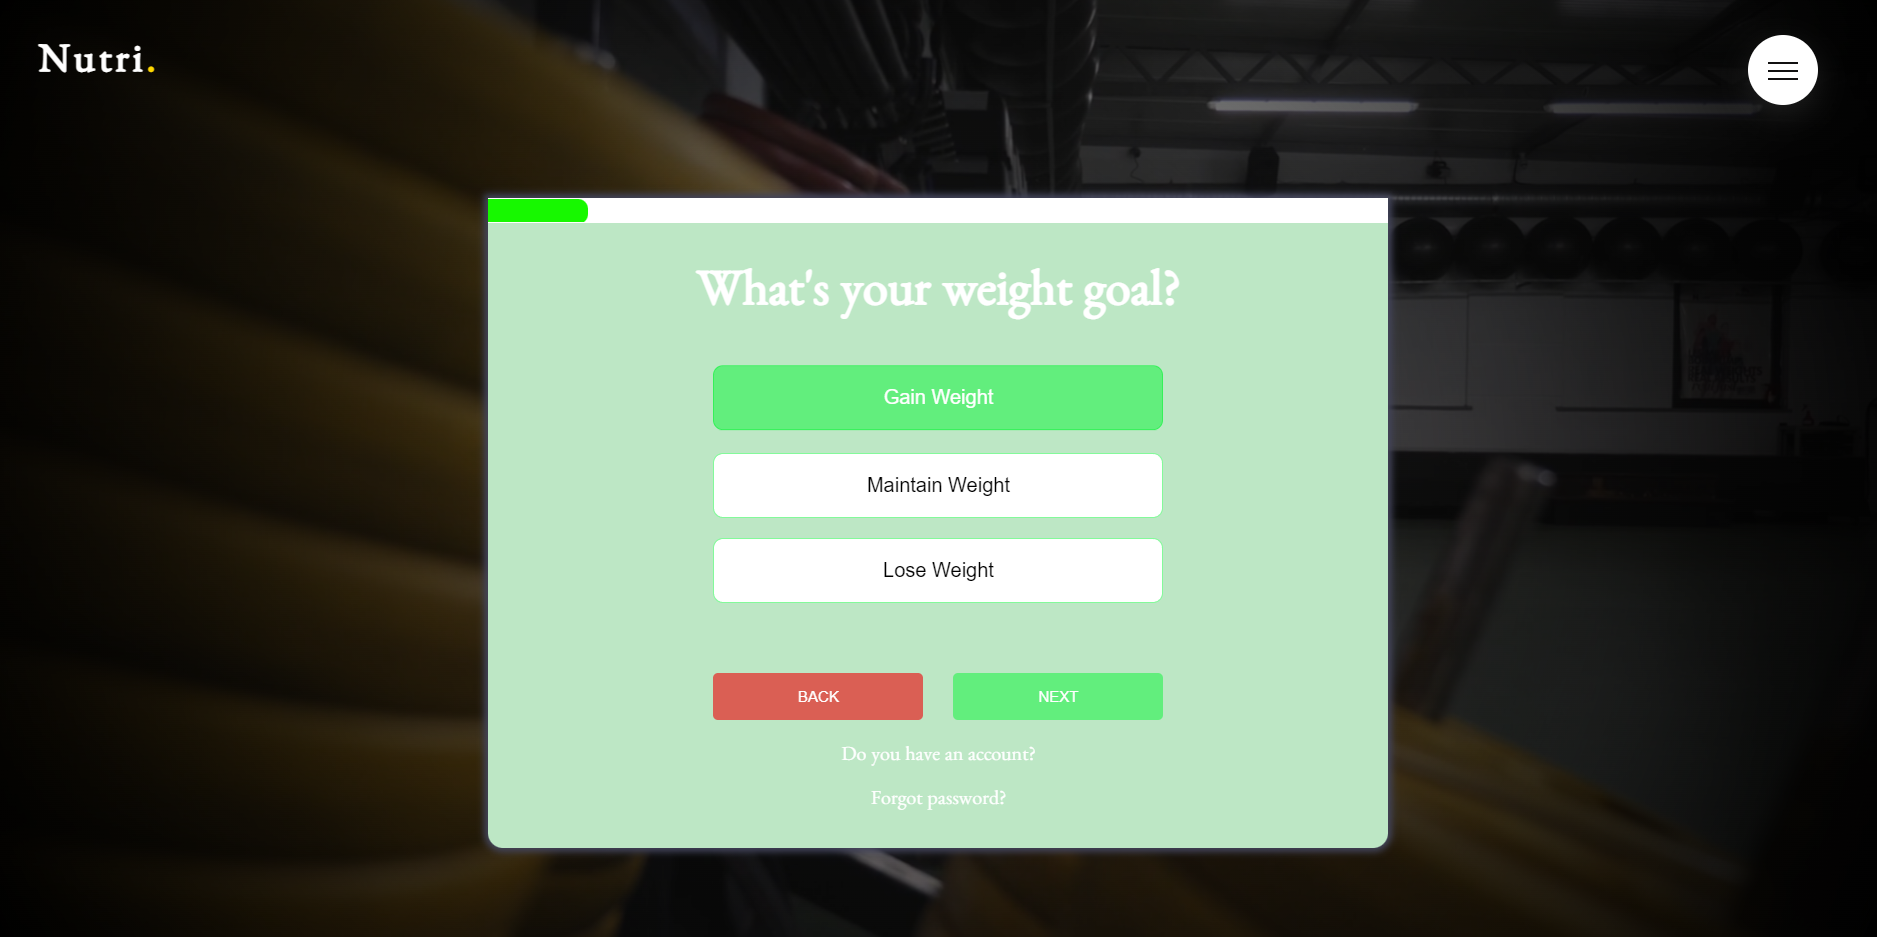 Nutri.
What's your weight goal?
Gain Weight
Maintain Weight
Lose Weight
BACK
NEXT
Do you have an account?
Forgot password?